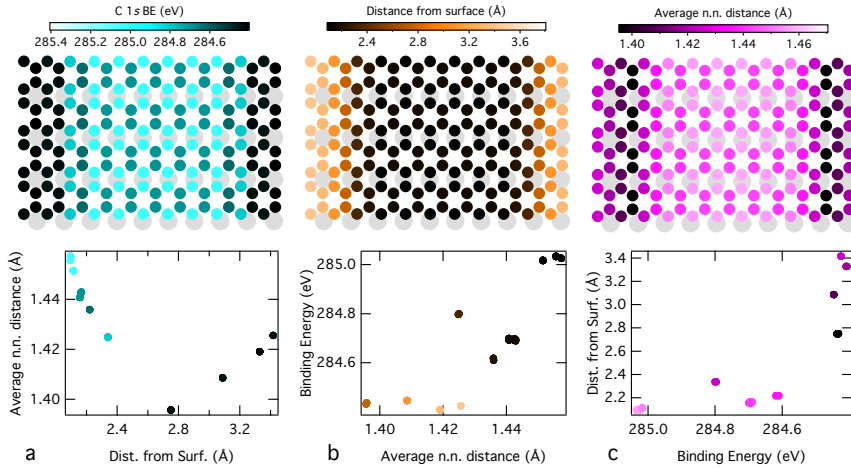 C 1s BE (eV)
285.4 285.2 285.0 284.8 284.6
Distance from surface (Å)
2.4 2.8 3.2 3.6
Average n.n. distance (Å)
1.40 1.42 1.44 1.46
Average n.n. distance (Å)
1.44
1.42
1.40
2.4 2.8 3.2
a Dist. from Surf. (Å)
Binding Energy (eV)
285.0
284.8
284.6
1.40 1.42 1.44
b Average n.n. distance (Å)
Dist. from Surf. (Å)
3.4
3.2
3.0
2.8
2.6
2.4
2.2
285.0 284.8 284.6
c Binding Energy (eV)